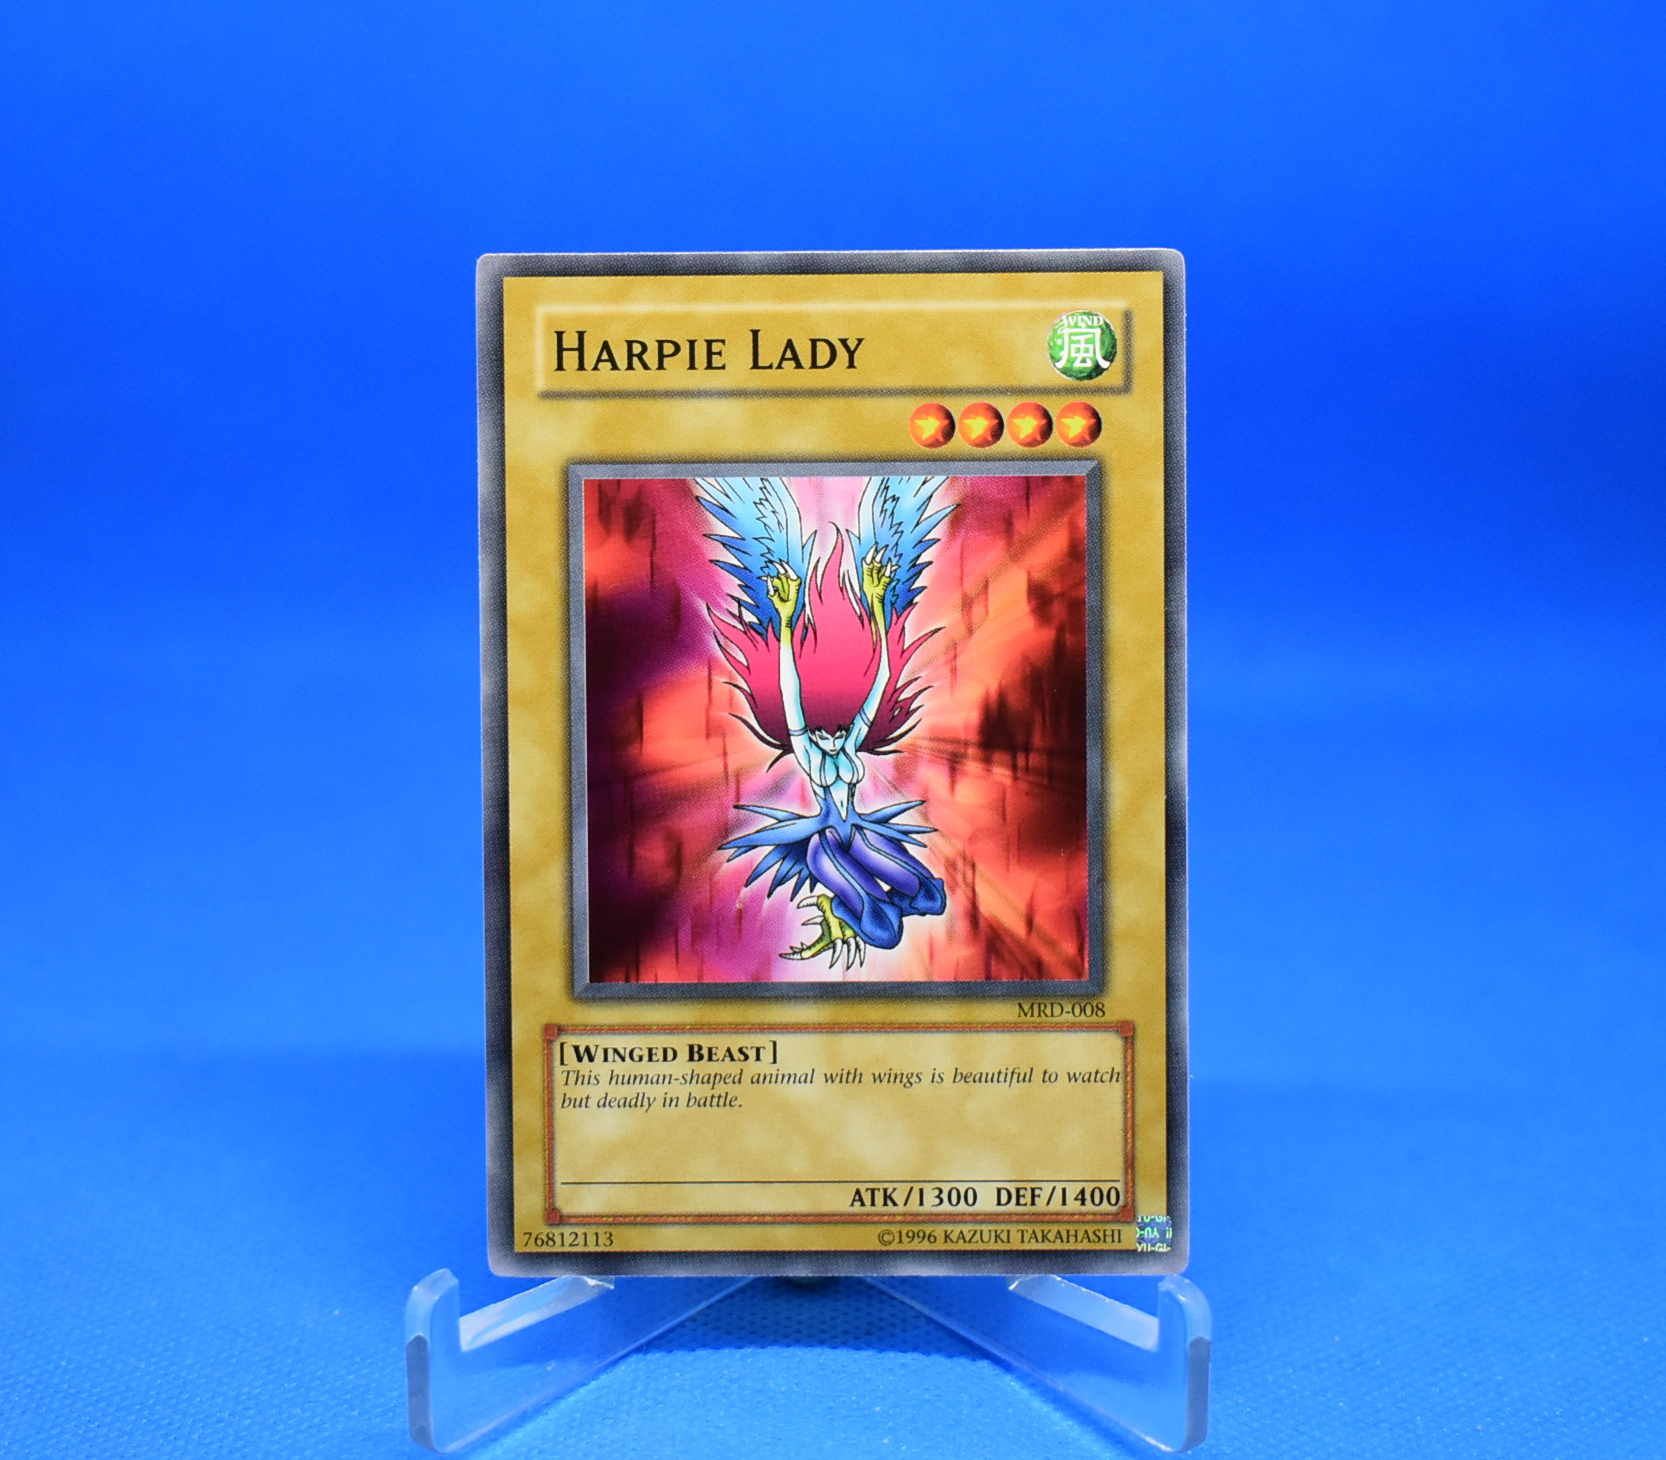 HARPIE LADY
WIND
風
MRD-008
[WINGED BEAST]
This human-shaped animal with wings is beautiful to watch
but deadly in battle.
ATK/1300 DEF/1400
76812113
©1996 KAZUKI TAKAHASHI